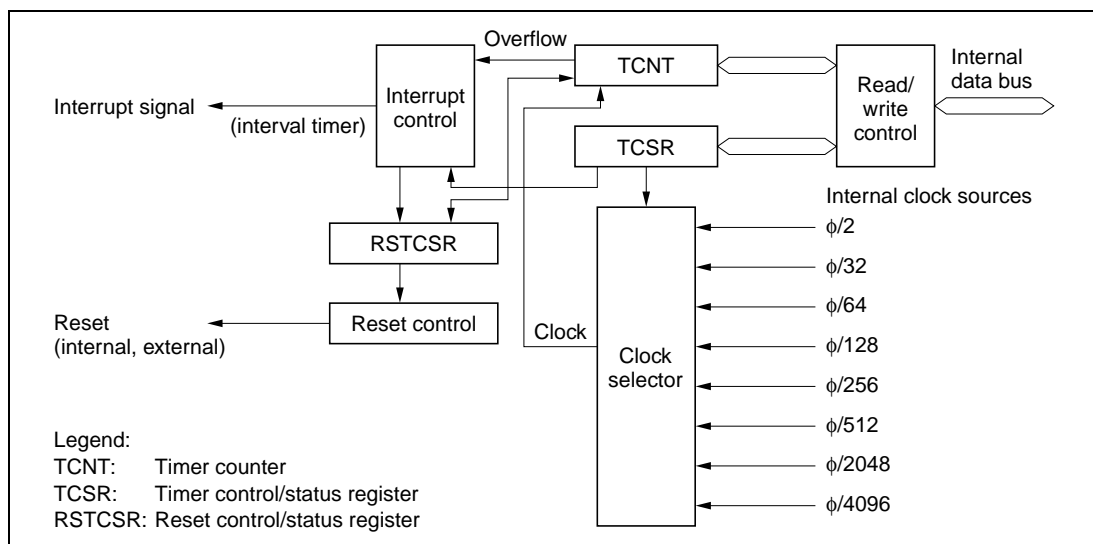 Overflow
TCNT
Internal
data bus
Read/
write
control
Interrupt
control
Interrupt signal
(interval timer)
TCSR
Internal clock sources
ϕ/2
RSTCSR
ϕ/32
ϕ/64
Reset
(internal, external)
Reset control
Clock
ϕ/128
Clock
selector
ϕ/256
ϕ/512
ϕ/2048
ϕ/4096
Legend:
TCNT: Timer counter
TCSR: Timer control/status register
RSTCSR: Reset control/status register